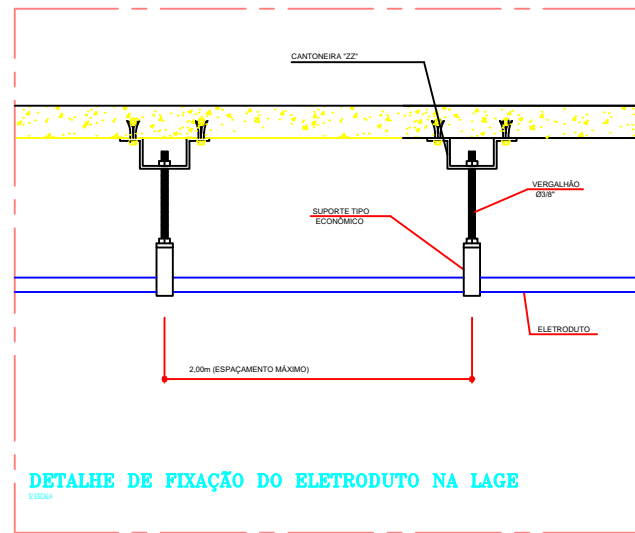 CANTONEIRA "ZZ"
VERGALHÃO
Ø3/8"
SUPORTE TIPO
ECONÔMICO
ELETRODUTO
2,00m (ESPAÇAMENTO MÁXIMO)
DETALHE DE FIXAÇÃO DO ELETRODUTO NA LAGE
S/ESCALA